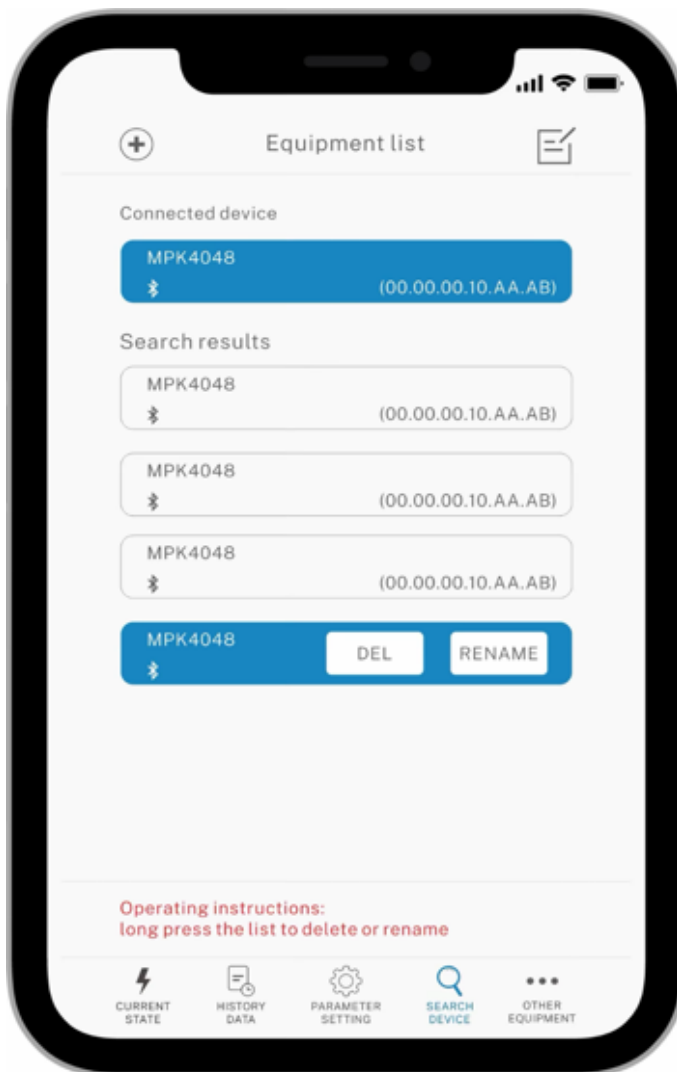 Equipment list
Connected device
MPK4048
(00.00.00.10.AA.AB)
Search results
MPK4048
(00.00.00.10.AA.AB)
MPK4048
(00.00.00.10.AA.AB)
MPK4048
(00.00.00.10.AA.AB)
MPK4048
DEL RENAME
Operating instructions:
long press the list to delete or rename
CURRENT STATE
HISTORY DATA
PARAMETER SETTING
SEARCH DEVICE
OTHER EQUIPMENT